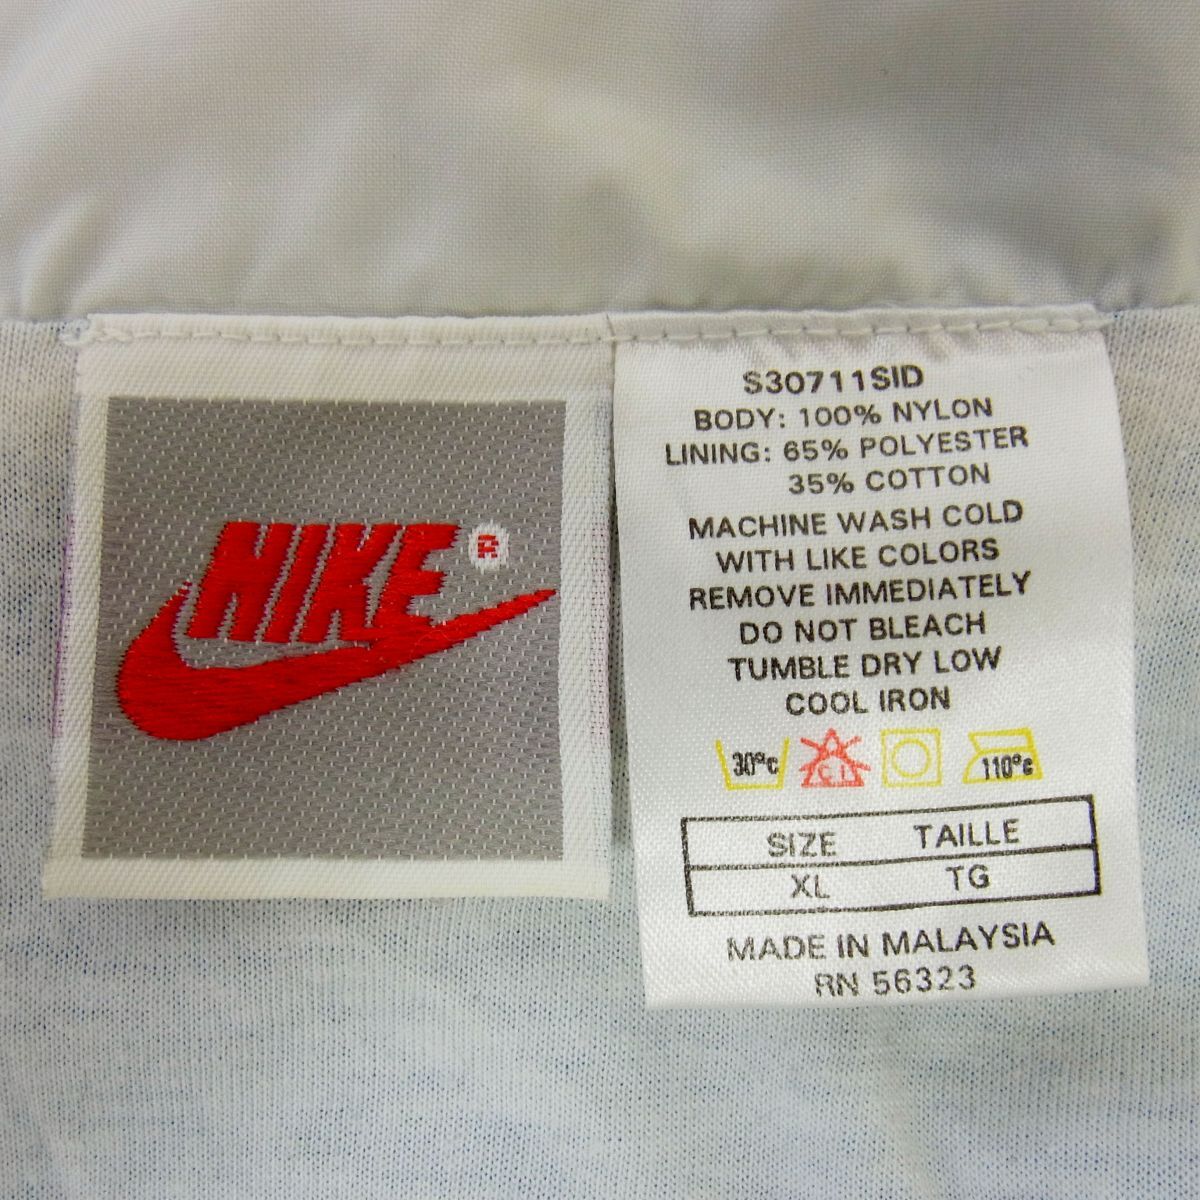 NIKE ®
S30711SID
BODY: 100% NYLON
LINING: 65% POLYESTER
35% COTTON
MACHINE WASH COLD
WITH LIKE COLORS
REMOVE IMMEDIATELY
DO NOT BLEACH
TUMBLE DRY LOW
COOL IRON
30°c CL 110°c
SIZE TAILLE
XL TG
MADE IN MALAYSIA
RN 56323